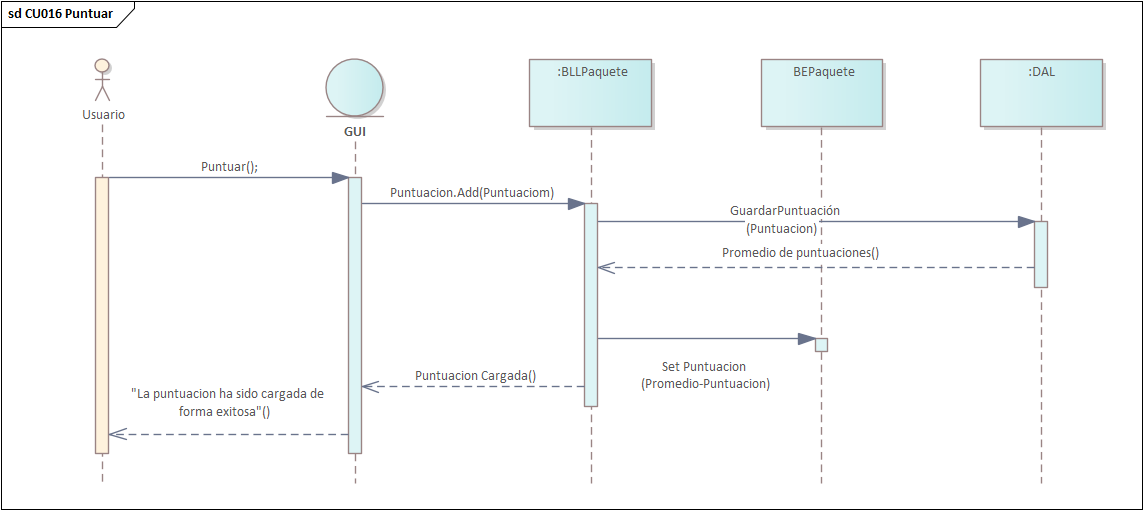 sd CU016 Puntuar
Usuario
GUI
:BLLPaquete
BEPaquete
:DAL
Puntuar();
Puntuacion.Add(Puntuaciom)
GuardarPuntuación
(Puntuacion)
Promedio de puntuaciones()
Set Puntuacion
(Promedio-Puntuacion)
Puntuacion Cargada()
"La puntuacion ha sido cargada de
forma exitosa"()